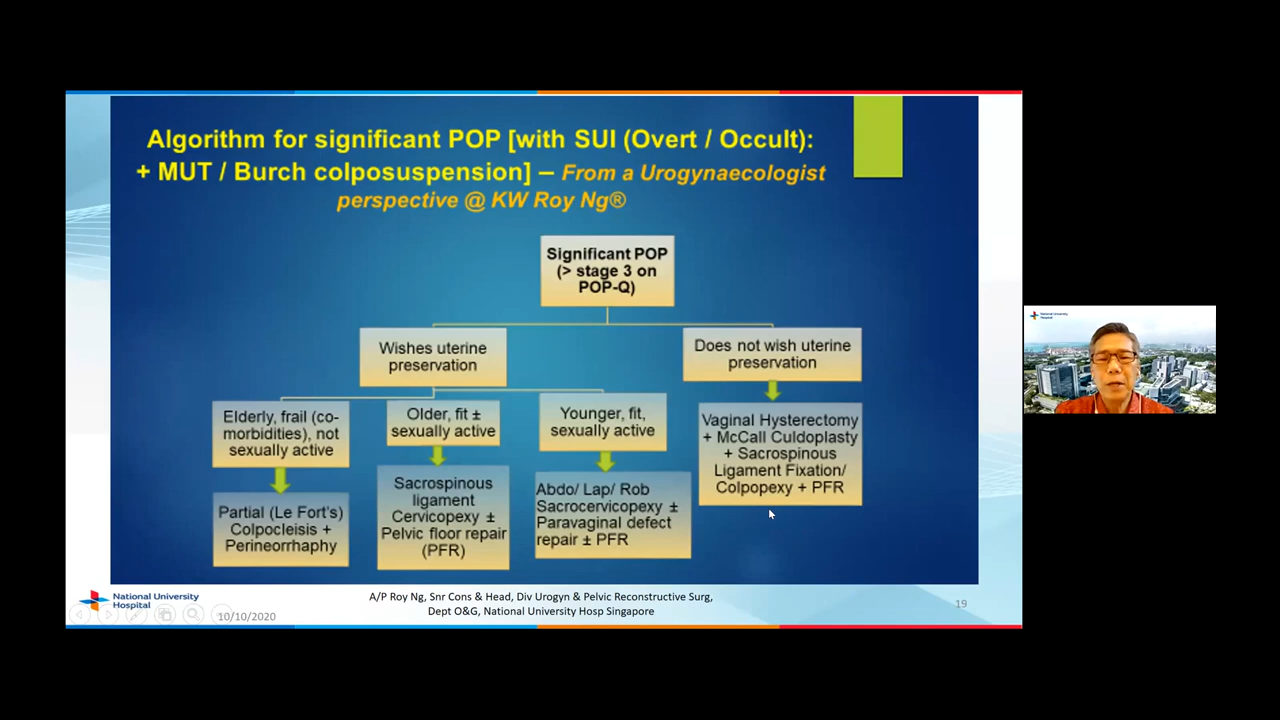 Algorithm for significant POP [with SUI (Overt / Occult):
+ MUT / Burch colposuspension] – From a Urogynaecologist
perspective @ KW Roy Ng®
Significant POP
(> stage 3 on
POP-Q)
Wishes uterine
preservation
Does not wish uterine
preservation
Elderly, frail (co-
morbidities), not
sexually active
Older, fit ±
sexually active
Younger, fit,
sexually active
Vaginal Hysterectomy
+ McCall Culdoplasty
+ Sacrospinous
Ligament Fixation/
Colpopexy + PFR
Partial (Le Fort's)
Colpocleisis +
Perineorrhaphy
Sacrospinous
ligament
Cervicopexy ±
Pelvic floor repair
(PFR)
Abdo/ Lap/ Rob
Sacrocervicopexy ±
Paravaginal defect
repair ± PFR
National University
Hospital
10/10/2020
A/P Roy Ng, Snr Cons & Head, Div Urogyn & Pelvic Reconstructive Surg,
Dept O&G, National University Hosp Singapore
19
National University
Hospital